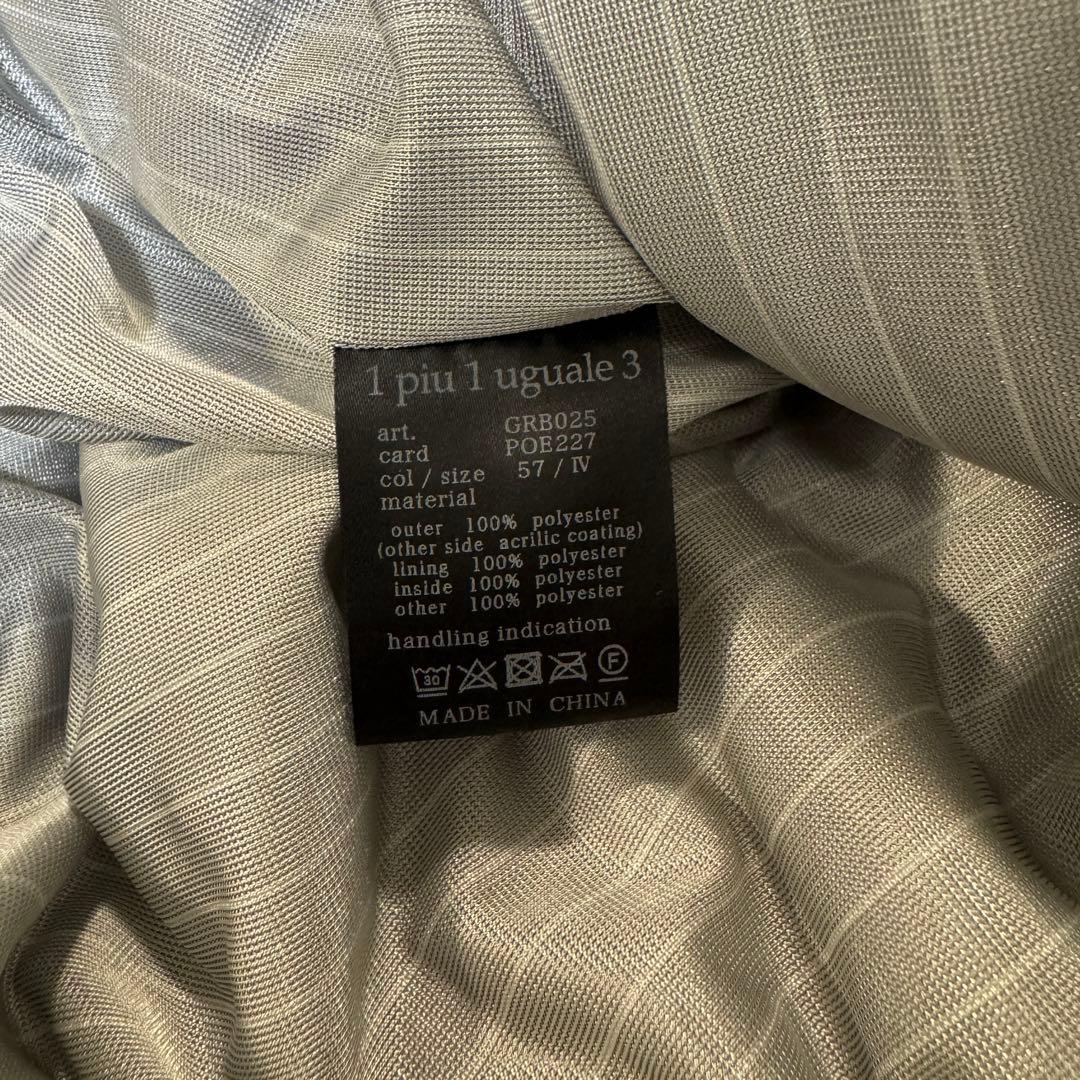 1 piu 1 uguale 3
art. GRB025
card POE227
col / size 57 / Ⅳ
material
outer 100% polyester
(other side acrilic coating)
lining 100% polyester
inside 100% polyester
other 100% polyester
handling indication
30 F
MADE IN CHINA